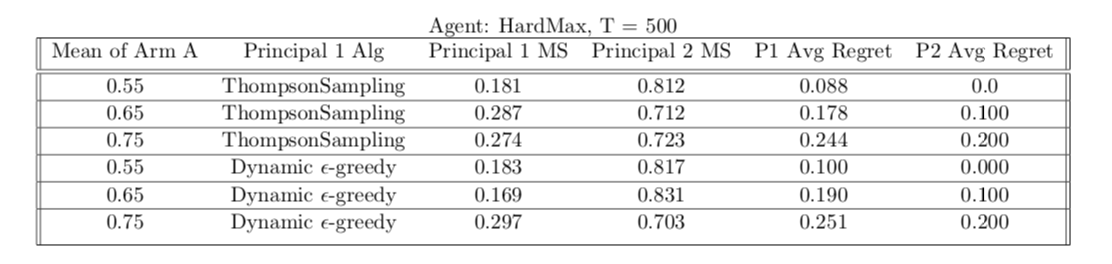 Agent: HardMax, T = 500
Mean of Arm A Principal 1 Alg Principal 1 MS Principal 2 MS P1 Avg Regret P2 Avg Regret
0.55 ThompsonSampling 0.181 0.812 0.088 0.0
0.65 ThompsonSampling 0.287 0.712 0.178 0.100
0.75 ThompsonSampling 0.274 0.723 0.244 0.200
0.55 Dynamic ϵ-greedy 0.183 0.817 0.100 0.000
0.65 Dynamic ϵ-greedy 0.169 0.831 0.190 0.100
0.75 Dynamic ϵ-greedy 0.297 0.703 0.251 0.200